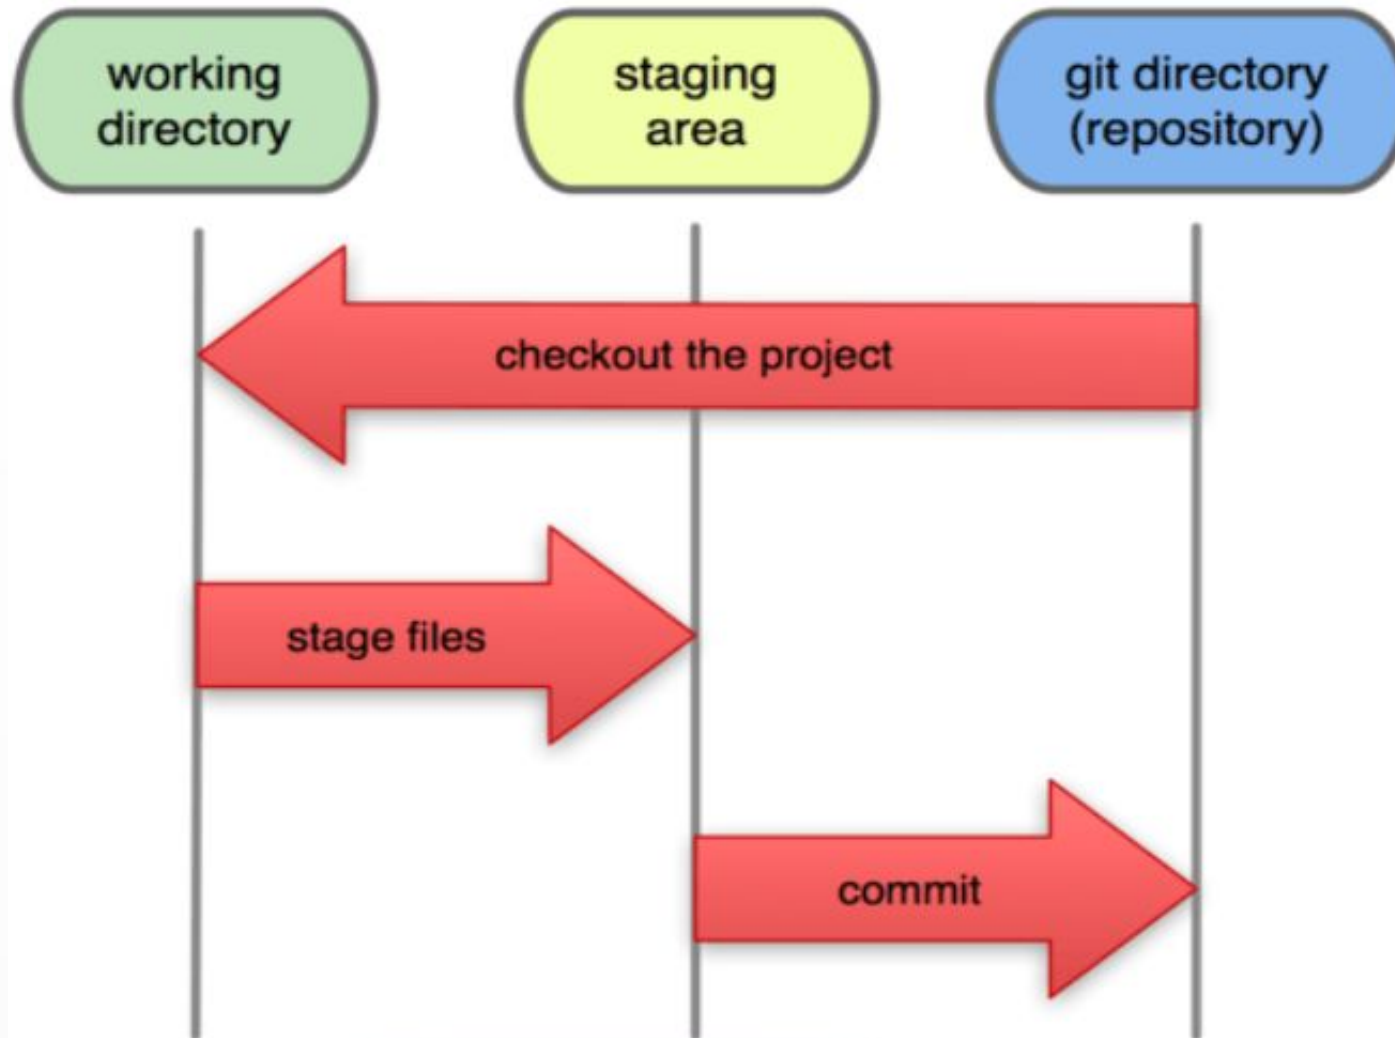 working
directory
staging
area
git directory
(repository)
checkout the project
stage files
commit